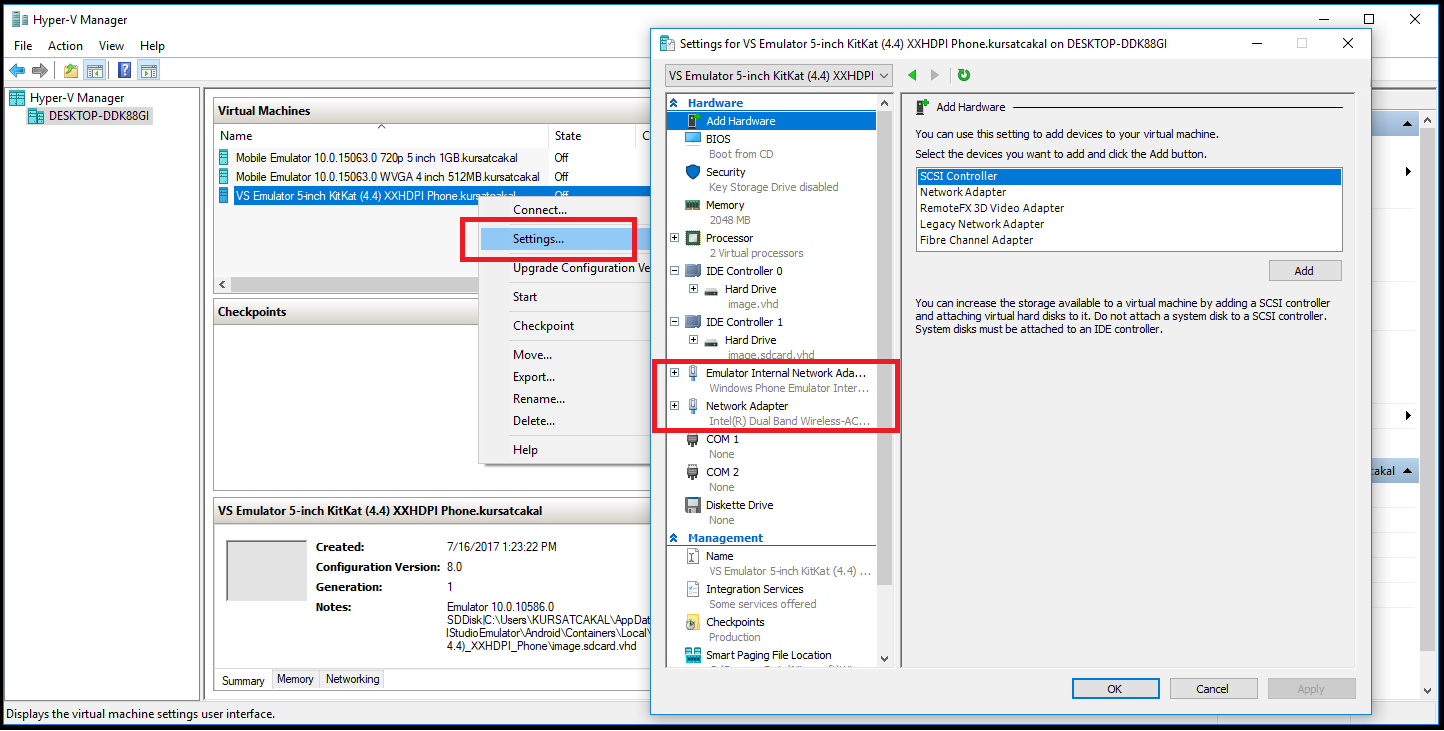 Hyper-V Manager
File Action View Help
Hyper-V Manager
DESKTOP-DDK88GI
Virtual Machines
Name State C
Mobile Emulator 10.0.15063.0 720p 5 inch 1GB.kursatcakal Off
Mobile Emulator 10.0.15063.0 WVGA 4 inch 512MB.kursatcakal Off
VS Emulator 5-inch KitKat (4.4) XXHDPI Phone.kursatcakal Off
Connect...
Settings...
Upgrade Configuration Ve
Start
Checkpoint
Move...
Export...
Rename...
Delete...
Help
Checkpoints
VS Emulator 5-inch KitKat (4.4) XXHDPI Phone.kursatcakal
Created: 7/16/2017 1:23:22 PM
Configuration Version: 8.0
Generation: 1
Notes: Emulator 10.0.10586.0
SDDisk|C:\Users\KURSATCAKAL\AppDat
lStudioEmulator\Android\Containers\Local\
4.4)_XXHDPI_Phone\image.sdcard.vhd
Summary Memory Networking
Displays the virtual machine settings user interface.
Settings for VS Emulator 5-inch KitKat (4.4) XXHDPI Phone.kursatcakal on DESKTOP-DDK88GI
VS Emulator 5-inch KitKat (4.4) XXHDPI
Hardware
Add Hardware
BIOS
Boot from CD
Security
Key Storage Drive disabled
Memory
2048 MB
Processor
2 Virtual processors
IDE Controller 0
Hard Drive
image.vhd
IDE Controller 1
Hard Drive
image.sdcard.vhd
Emulator Internal Network Ada...
Windows Phone Emulator Inter...
Network Adapter
Intel(R) Dual Band Wireless-AC...
COM 1
None
COM 2
None
Diskette Drive
None
Management
Name
VS Emulator 5-inch KitKat (4.4) ...
Integration Services
Some services offered
Checkpoints
Production
Smart Paging File Location
Add Hardware
You can use this setting to add devices to your virtual machine.
Select the devices you want to add and click the Add button.
SCSI Controller
Network Adapter
RemoteFX 3D Video Adapter
Legacy Network Adapter
Fibre Channel Adapter
Add
You can increase the storage available to a virtual machine by adding a SCSI controller
and attaching virtual hard disks to it. Do not attach a system disk to a SCSI controller.
System disks must be attached to an IDE controller.
OK Cancel Apply
cakal